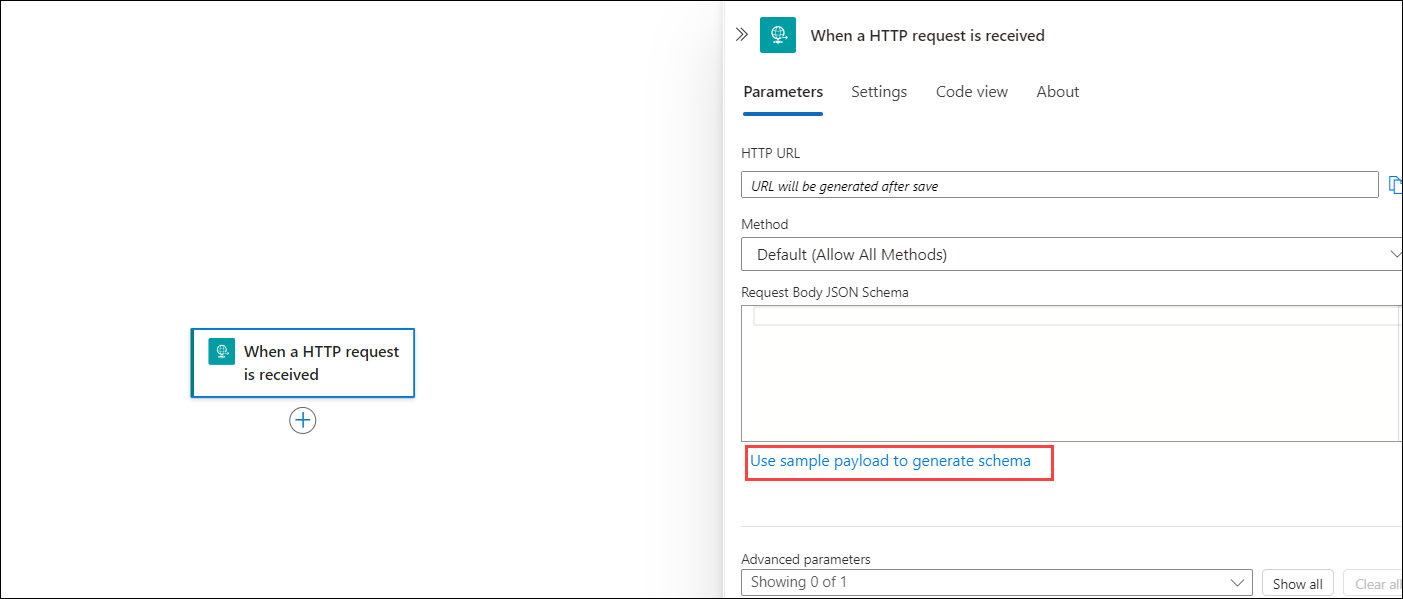 When a HTTP request
is received
When a HTTP request is received
Parameters Settings Code view About
HTTP URL
URL will be generated after save
Method
Default (Allow All Methods)
Request Body JSON Schema
Use sample payload to generate schema
Advanced parameters
Showing 0 of 1 Show all Clear all